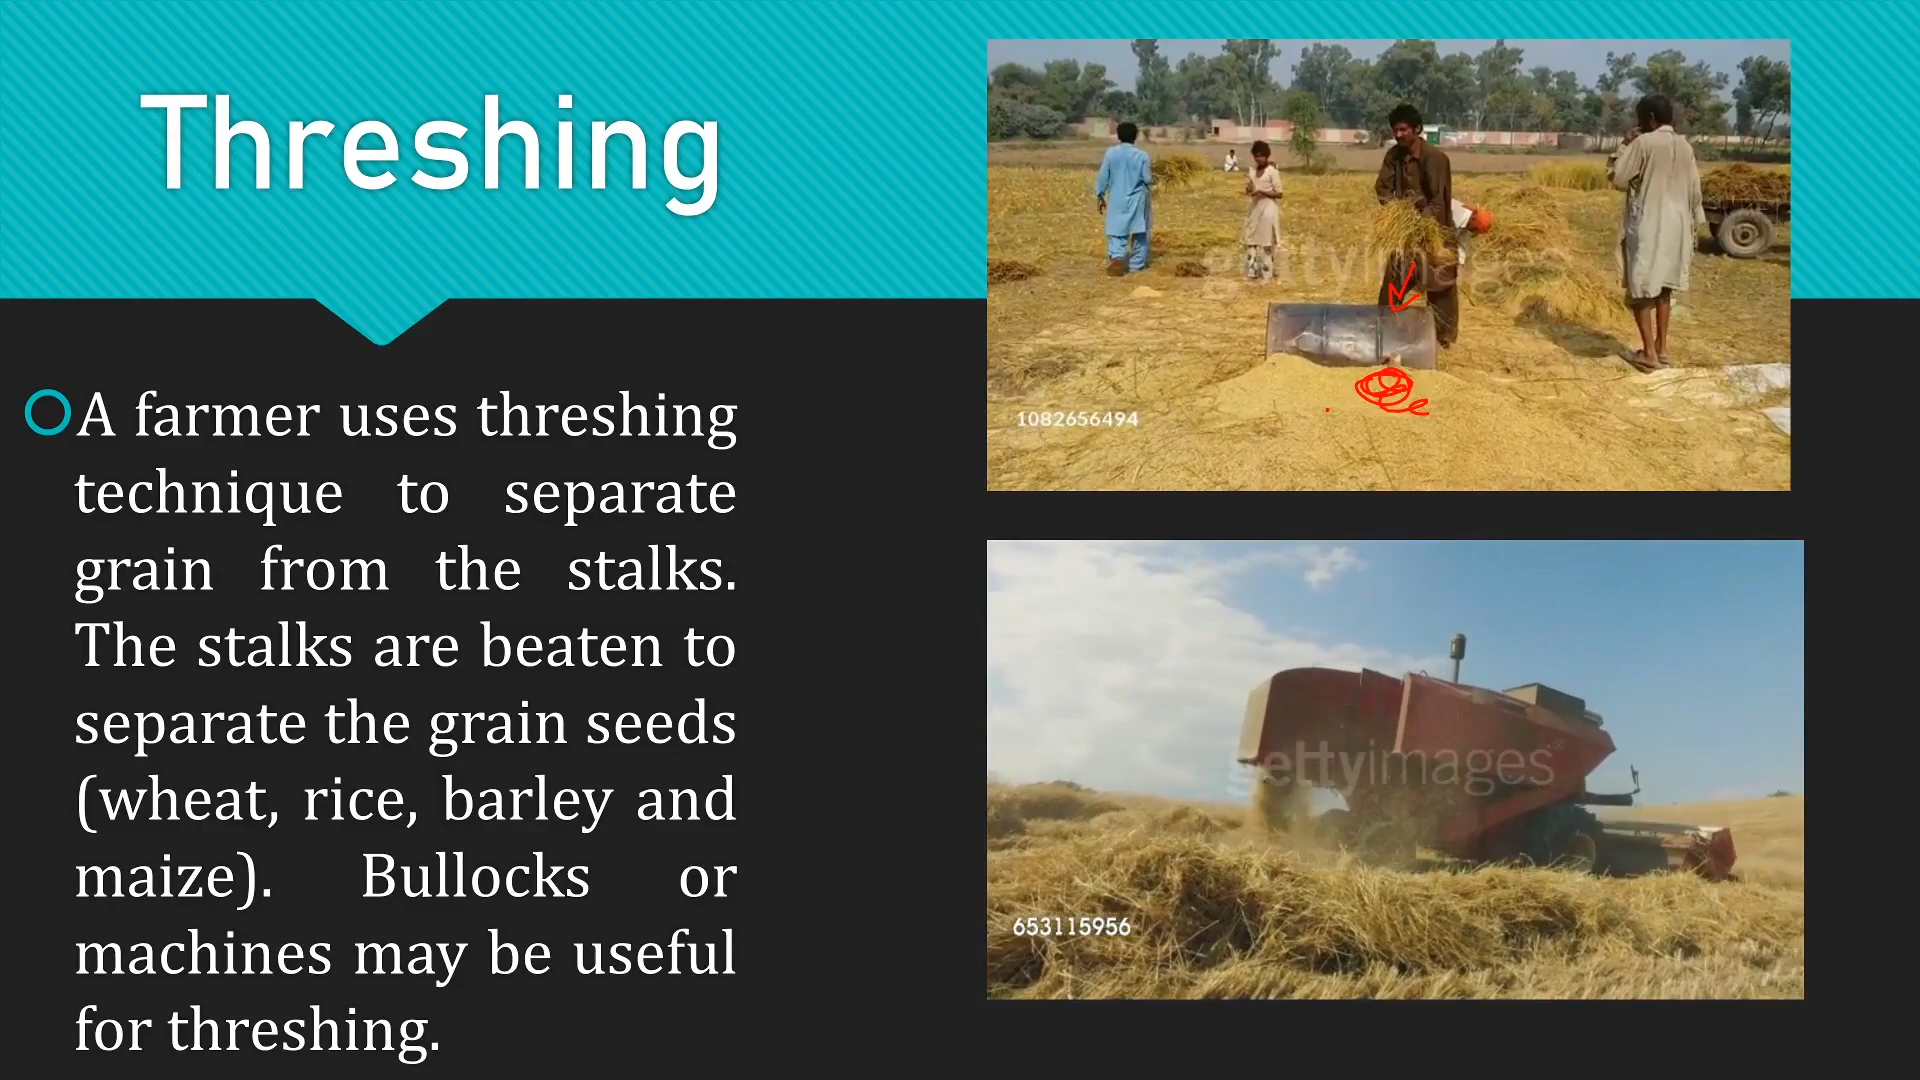 Threshing
A farmer uses threshing
technique to separate
grain from the stalks.
The stalks are beaten to
separate the grain seeds
(wheat, rice, barley and
maize). Bullocks or
machines may be useful
for threshing.
gettyimages
1082656494
gettyimages®
653115956